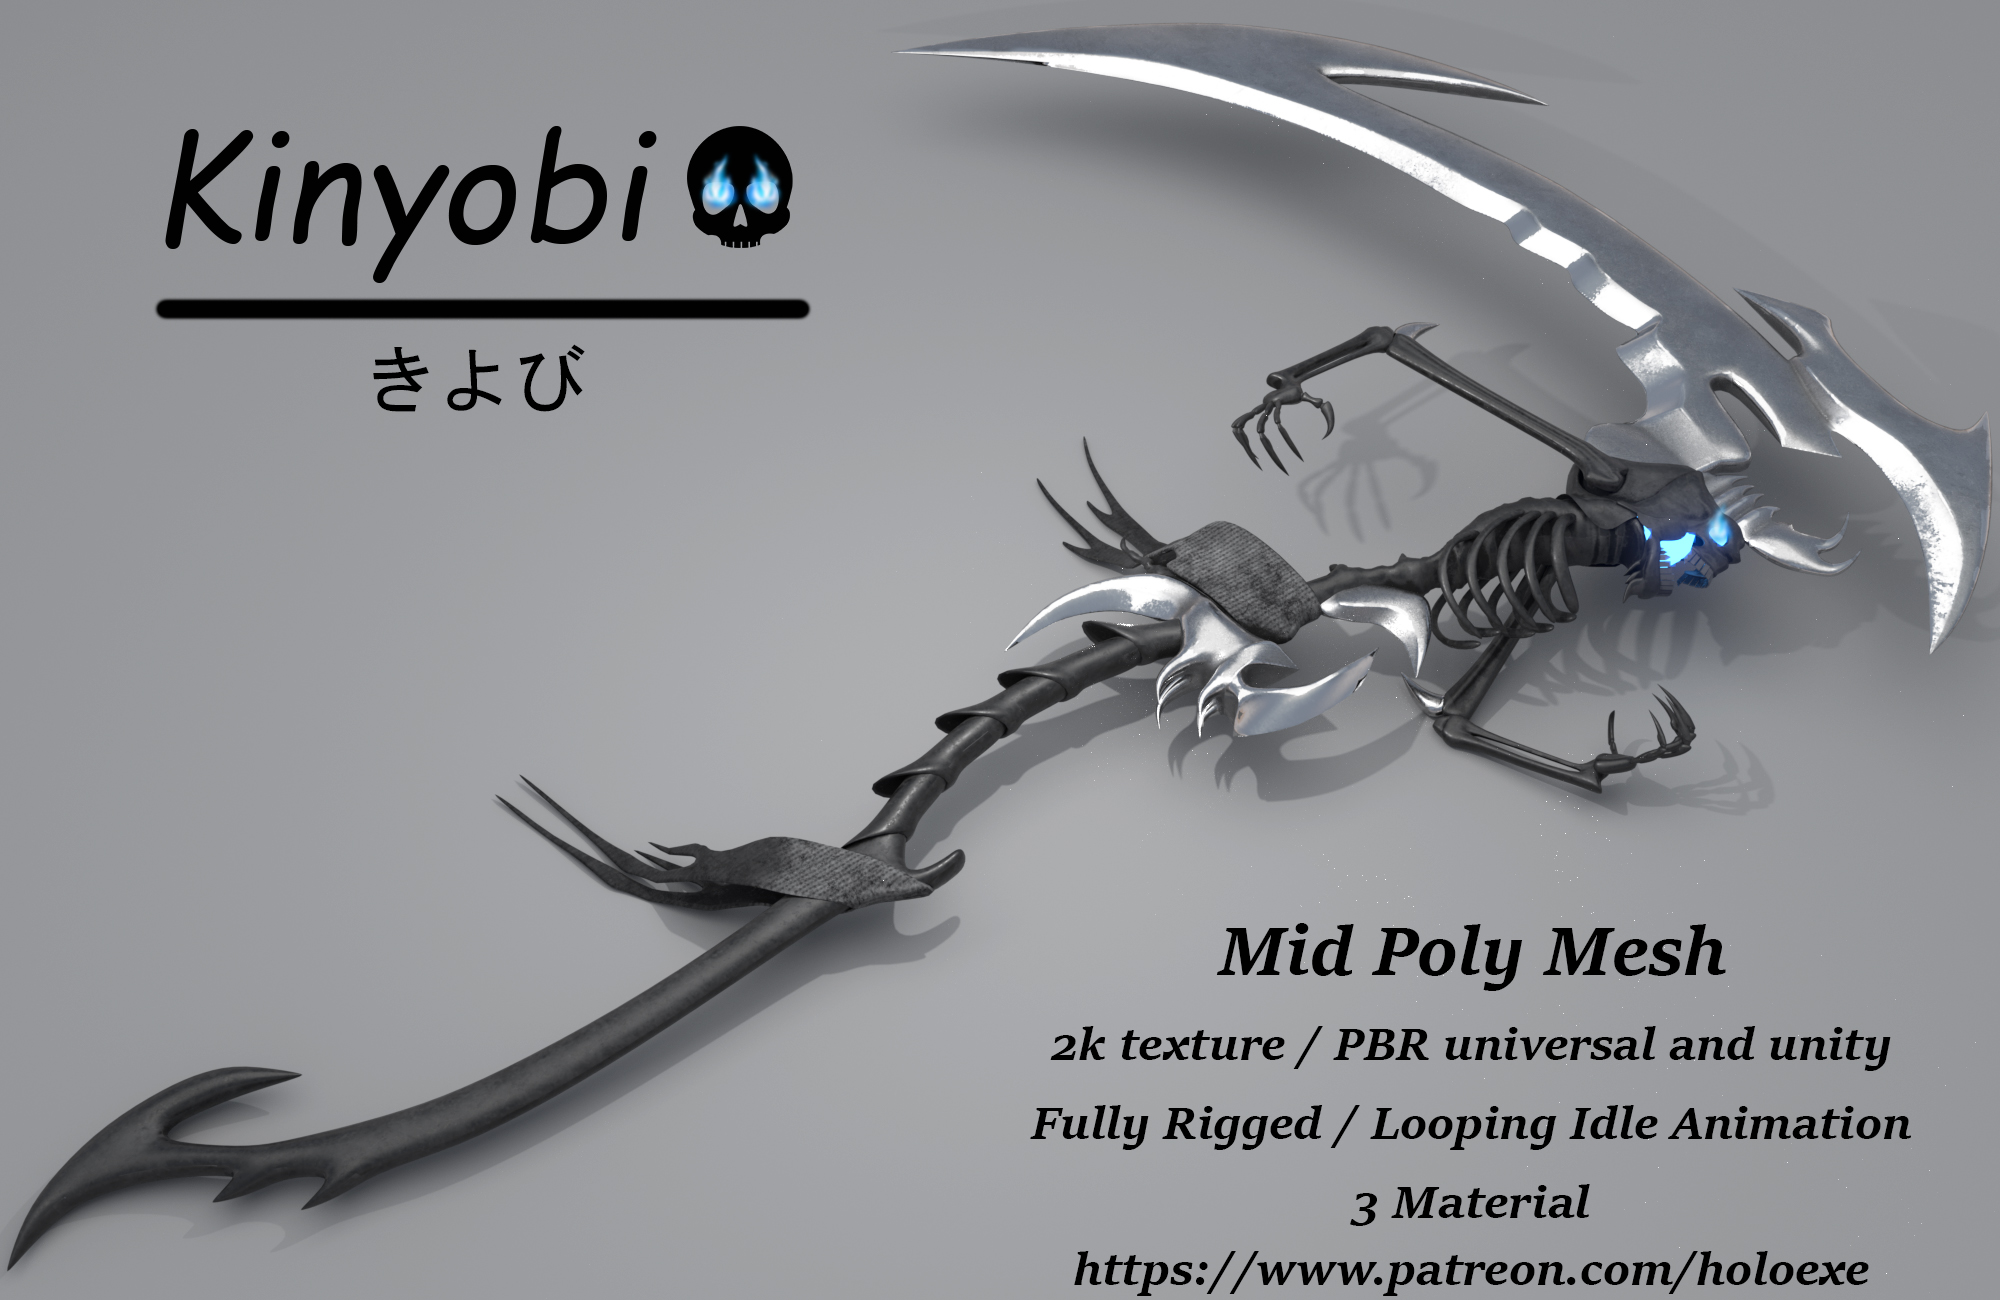 Kinyobi
きよび
Mid Poly Mesh
2k texture / PBR universal and unity
Fully Rigged / Looping Idle Animation
3 Material
https://www.patreon.com/holoexe